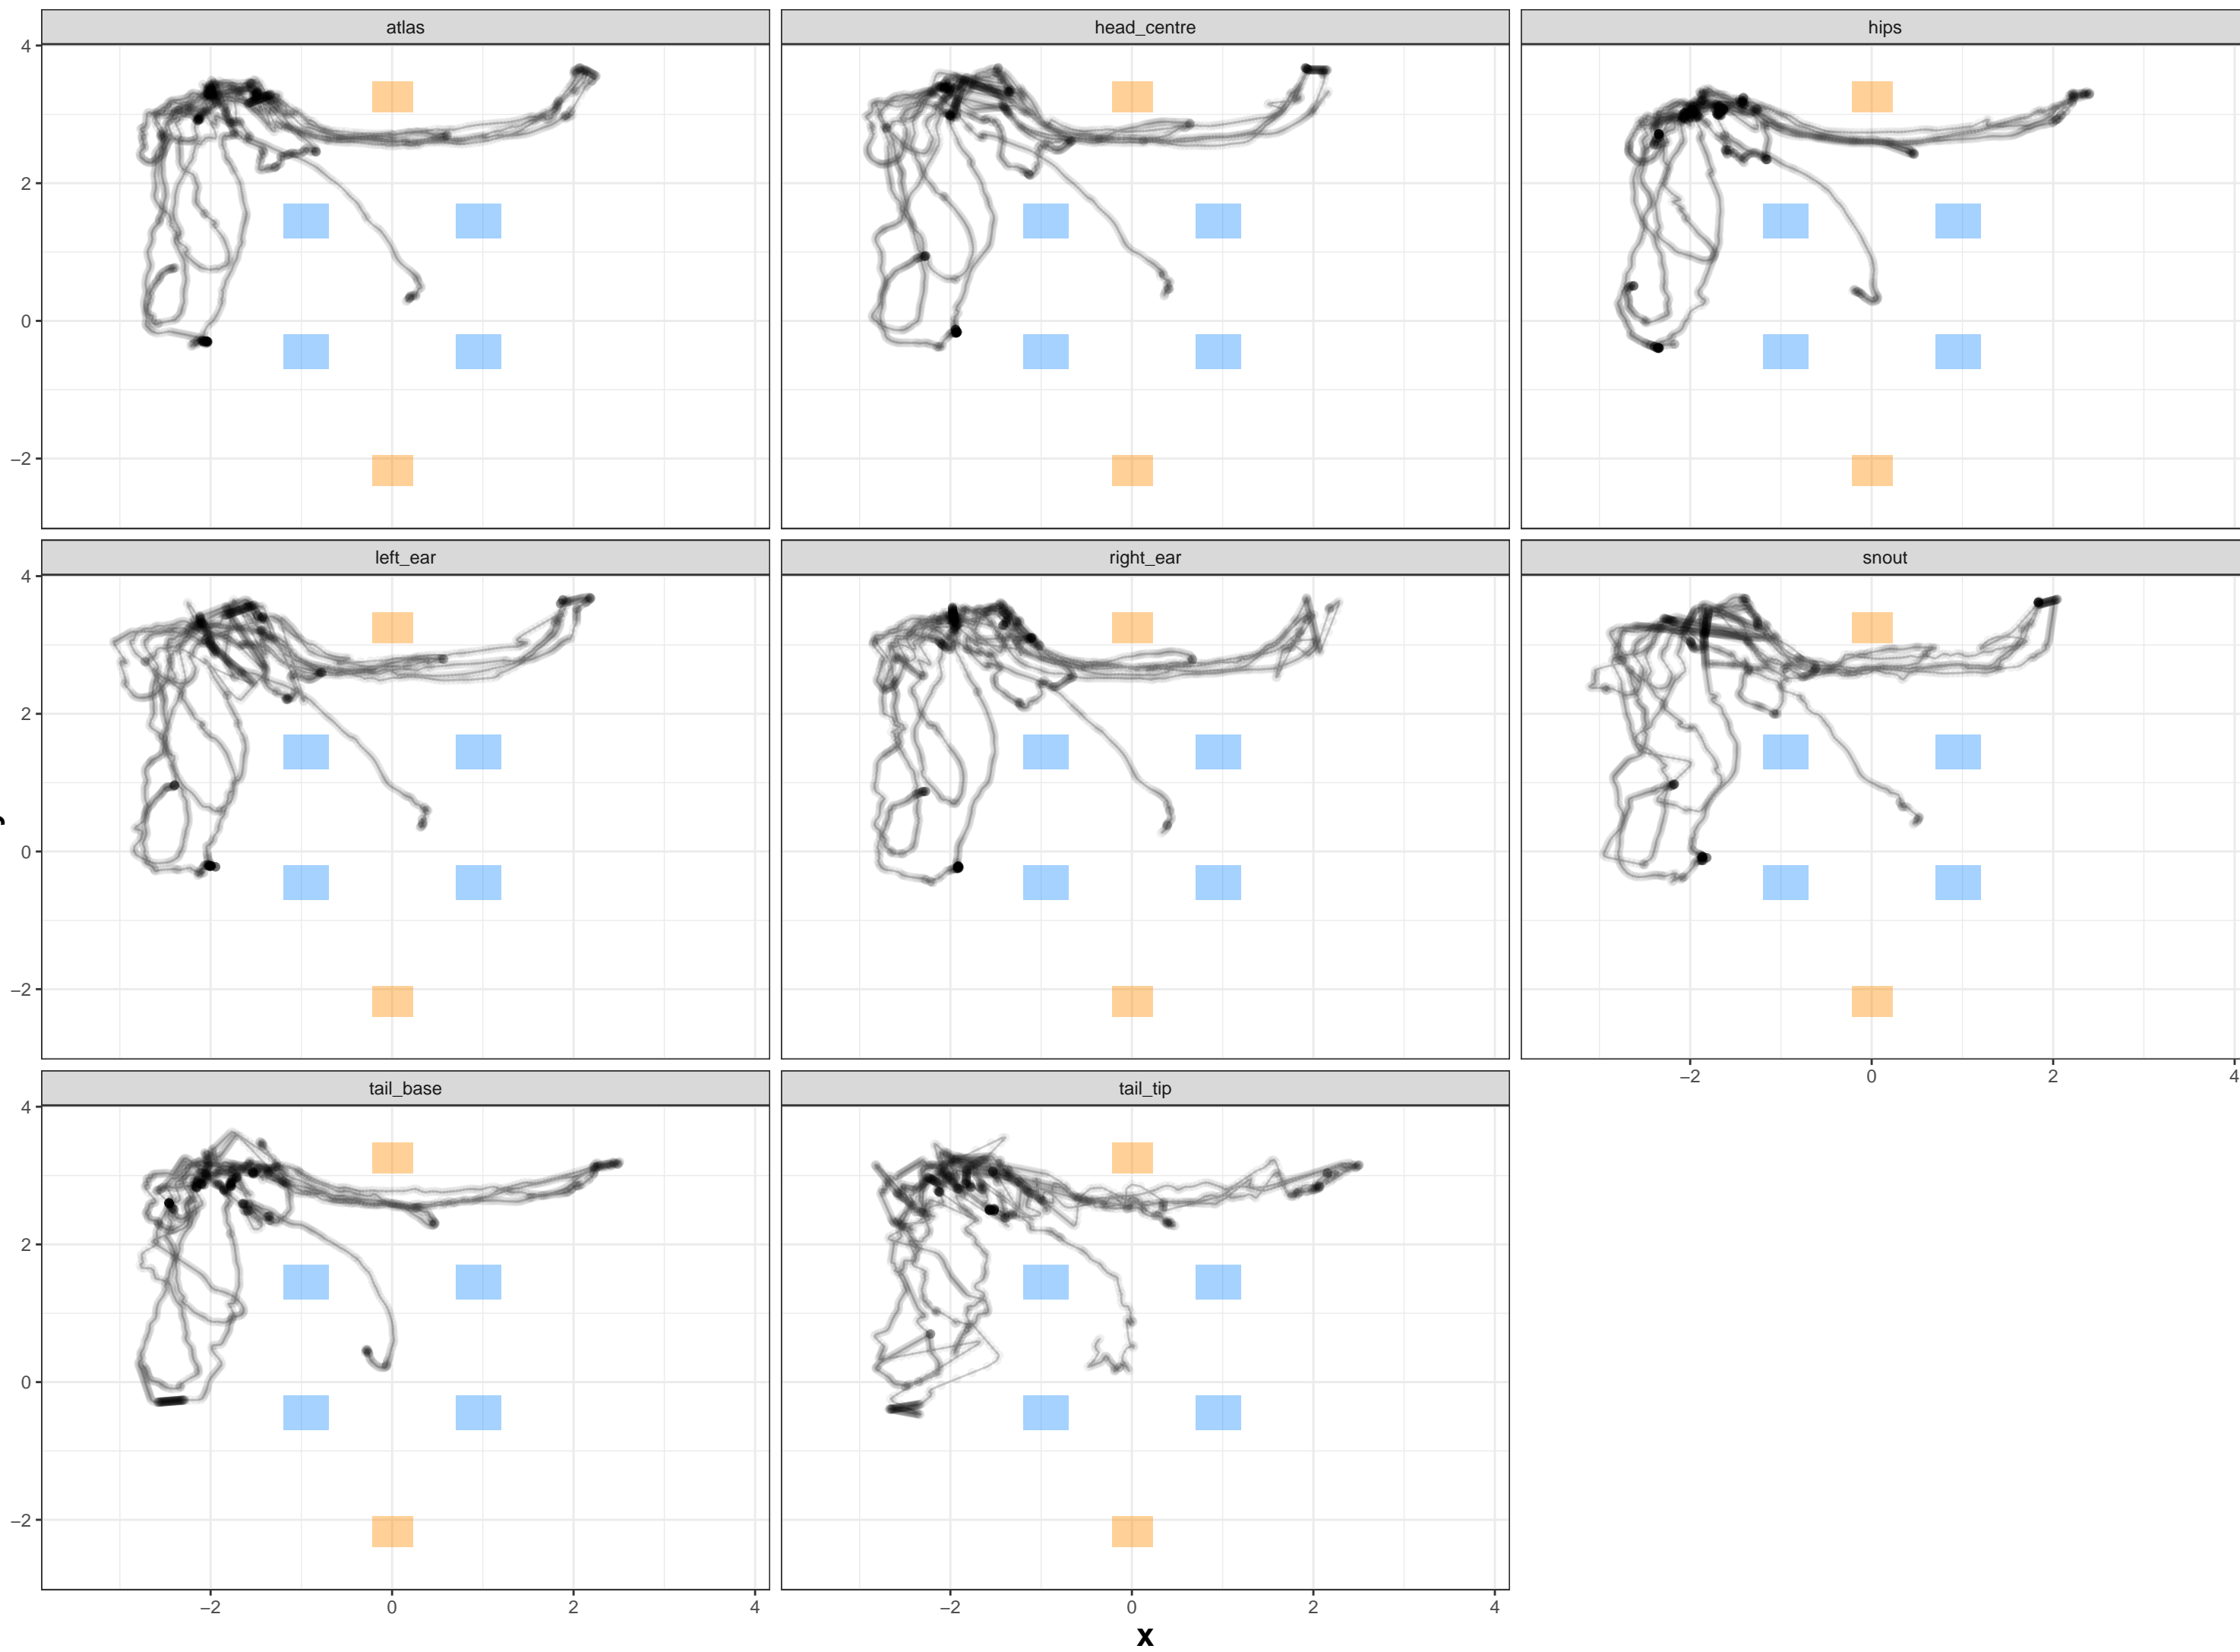 atlas head_centre hips
4
2
0
−2
left_ear right_ear snout
4
2
0
−2
−2 0 2 4
tail_base tail_tip
4
2
0
−2
−2 0 2 4 −2 0 2 4
x